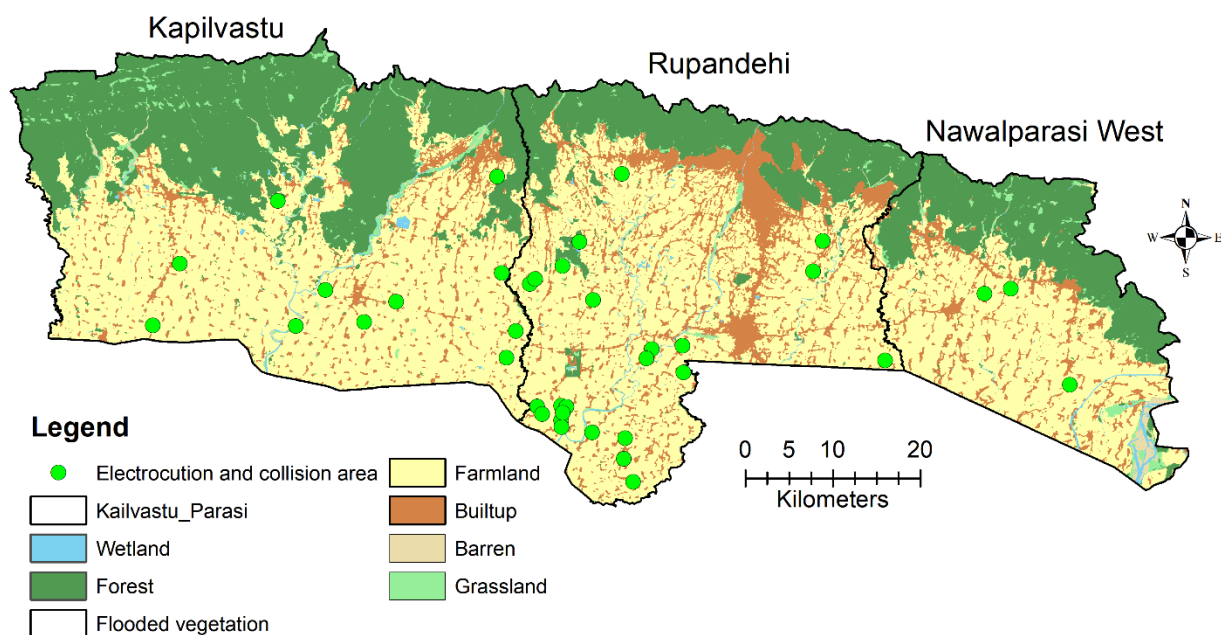 Kapilvastu
Rupandehi
Nawalparasi West
N
W E
S
Legend
Electrocution and collision area
Kailvastu_Parasi
Wetland
Forest
Flooded vegetation
Farmland
Builtup
Barren
Grassland
0 5 10 20
Kilometers